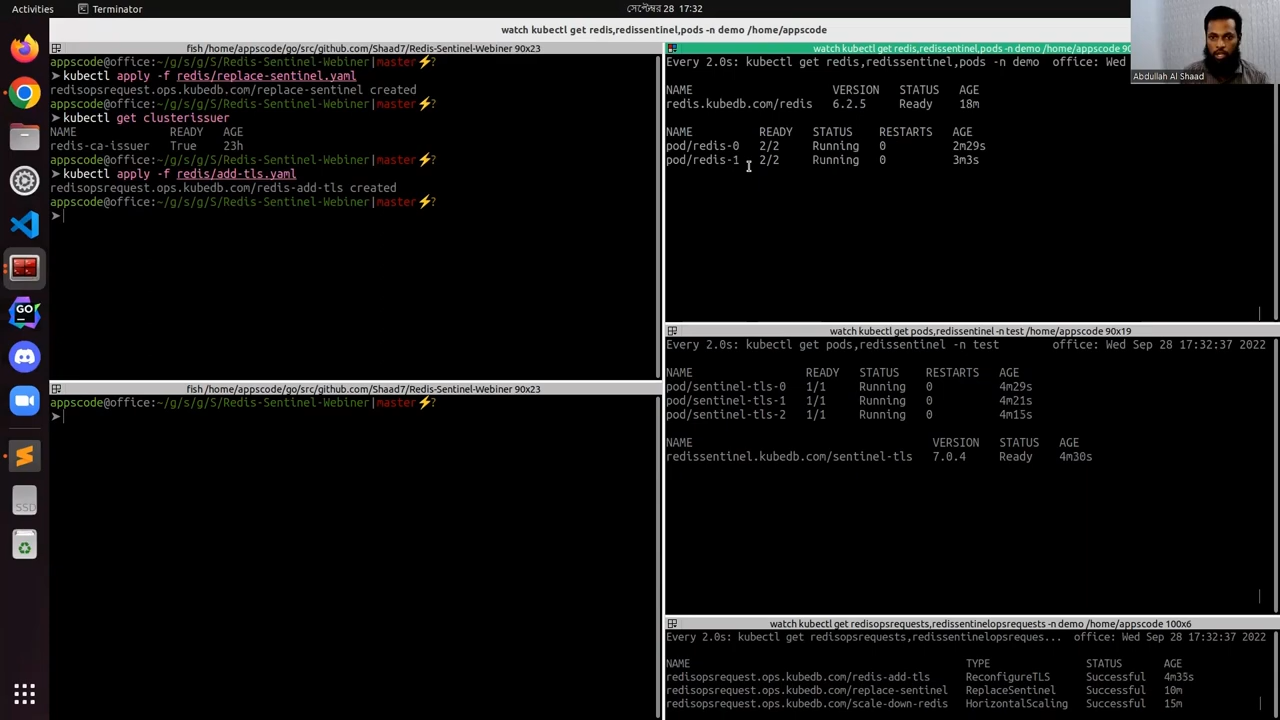 Activities
Terminator
সেপ্টেম্বর 28 17:32
watch kubectl get redis,redissentinel,pods -n demo /home/appscode
fish /home/appscode/go/src/github.com/Shaad7/Redis-Sentinel-Webiner 90x23
appscode@office:~/g/s/g/S/Redis-Sentinel-Webiner|master⚡?
➤ kubectl apply -f redis/replace-sentinel.yaml
redisopsrequest.ops.kubedb.com/replace-sentinel created
appscode@office:~/g/s/g/S/Redis-Sentinel-Webiner|master⚡?
➤ kubectl get clusterissuer
NAME READY AGE
redis-ca-issuer True 23h
appscode@office:~/g/s/g/S/Redis-Sentinel-Webiner|master⚡?
➤ kubectl apply -f redis/add-tls.yaml
redisopsrequest.ops.kubedb.com/redis-add-tls created
appscode@office:~/g/s/g/S/Redis-Sentinel-Webiner|master⚡?
➤
fish /home/appscode/go/src/github.com/Shaad7/Redis-Sentinel-Webiner 90x23
appscode@office:~/g/s/g/S/Redis-Sentinel-Webiner|master⚡?
➤
watch kubectl get redis,redissentinel,pods -n demo /home/appscode 90
Every 2.0s: kubectl get redis,redissentinel,pods -n demo office: Wed
NAME VERSION STATUS AGE
redis.kubedb.com/redis 6.2.5 Ready 18m
NAME READY STATUS RESTARTS AGE
pod/redis-0 2/2 Running 0 2m29s
pod/redis-1 2/2 Running 0 3m3s
watch kubectl get pods,redissentinel -n test /home/appscode 90x19
Every 2.0s: kubectl get pods,redissentinel -n test office: Wed Sep 28 17:32:37 2022
NAME READY STATUS RESTARTS AGE
pod/sentinel-tls-0 1/1 Running 0 4m29s
pod/sentinel-tls-1 1/1 Running 0 4m21s
pod/sentinel-tls-2 1/1 Running 0 4m15s
NAME VERSION STATUS AGE
redissentinel.kubedb.com/sentinel-tls 7.0.4 Ready 4m30s
watch kubectl get redisopsrequests,redissentinelopsrequests -n demo /home/appscode 100x6
Every 2.0s: kubectl get redisopsrequests,redissentinelopsreques... office: Wed Sep 28 17:32:37 2022
NAME TYPE STATUS AGE
redisopsrequest.ops.kubedb.com/redis-add-tls ReconfigureTLS Successful 4m35s
redisopsrequest.ops.kubedb.com/replace-sentinel ReplaceSentinel Successful 10m
redisopsrequest.ops.kubedb.com/scale-down-redis HorizontalScaling Successful 15m
Abdullah Al Shaad
GO
SSD